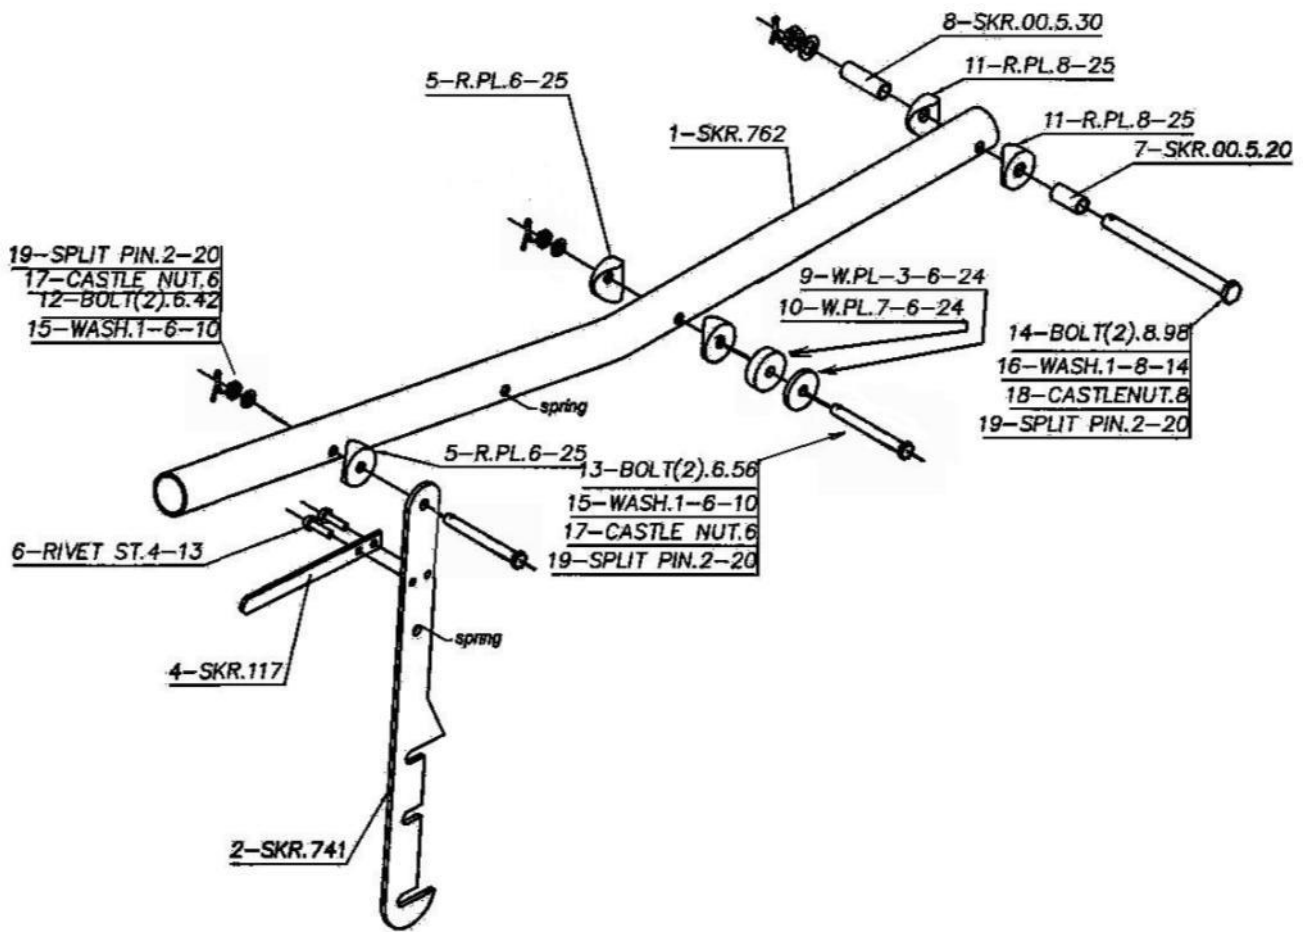 8-SKR.00.5.30
11-R.PL.8-25
5-R.PL.6-25
11-R.PL.8-25
1-SKR.762
7-SKR.00.5.20
19-SPLIT PIN.2-20
17-CASTLE NUT.6
12-BOLT(2).6.42
15-WASH.1-6-10
9-W.PL-3-6-24
10-W.PL.7-6-24
14-BOLT(2).8.98
16-WASH.1-8-14
18-CASTLENUT.8
19-SPLIT PIN.2-20
spring
5-R.PL.6-25
13-BOLT(2).6.56
15-WASH.1-6-10
17-CASTLE NUT.6
19-SPLIT PIN.2-20
6-RIVET ST.4-13
spring
4-SKR.117
2-SKR.741